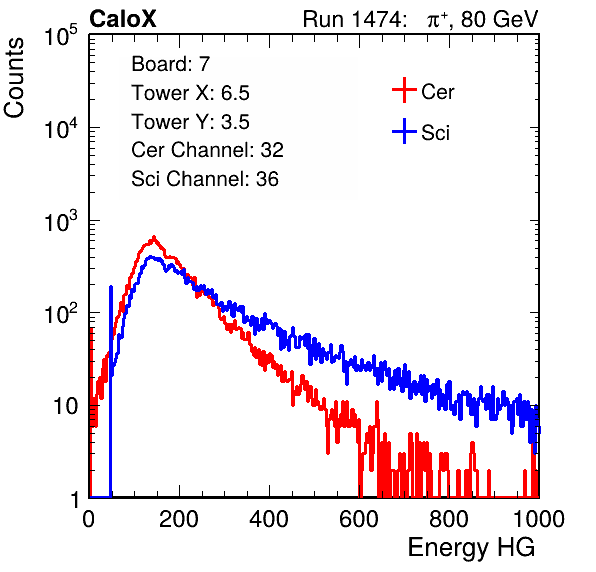 CaloX Run 1474: π⁺, 80 GeV
Counts
10⁵
10⁴
10³
10²
10
1
Board: 7
Tower X: 6.5
Tower Y: 3.5
Cer Channel: 32
Sci Channel: 36
Cer
Sci
0 200 400 600 800 1000
Energy HG